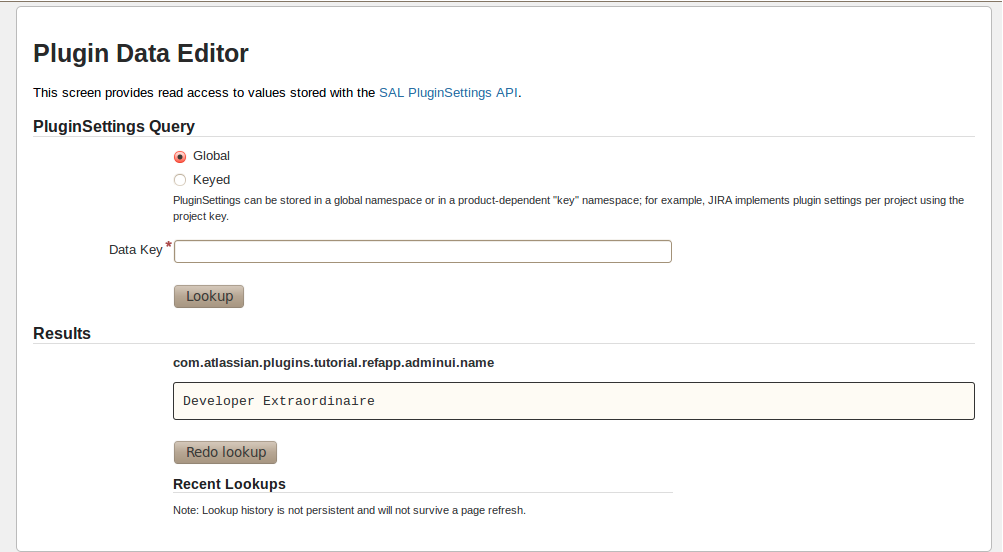 Plugin Data Editor
This screen provides read access to values stored with the SAL PluginSettings API.
PluginSettings Query
Global
Keyed
PluginSettings can be stored in a global namespace or in a product-dependent "key" namespace; for example, JIRA implements plugin settings per project using the
project key.
Data Key *
Lookup
Results
com.atlassian.plugins.tutorial.refapp.adminui.name
Developer Extraordinaire
Redo lookup
Recent Lookups
Note: Lookup history is not persistent and will not survive a page refresh.